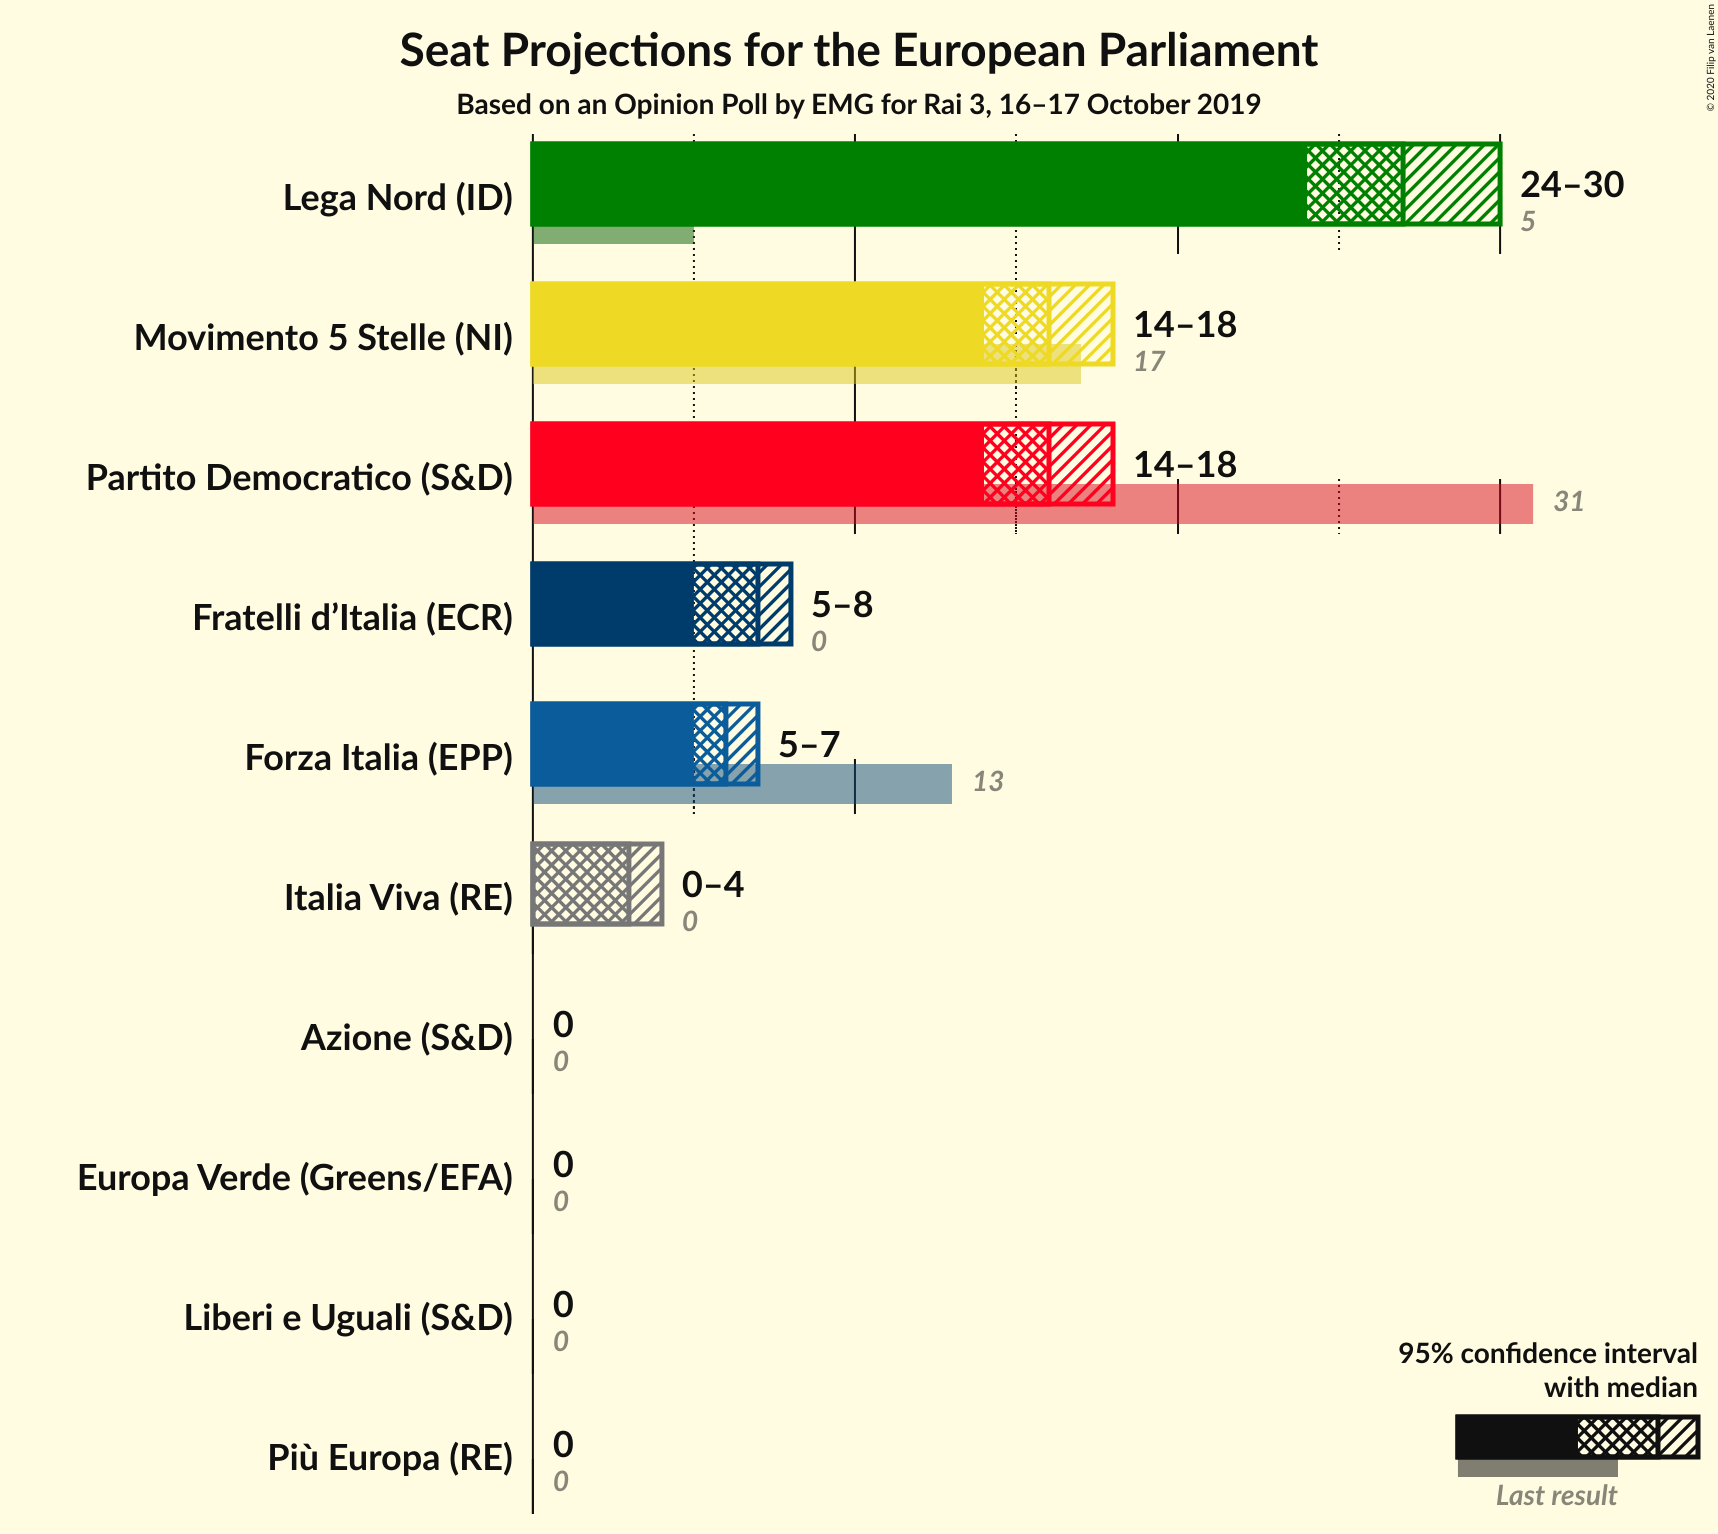 Seat Projections for the European Parliament
Based on an Opinion Poll by EMG for Rai 3, 16–17 October 2019
© 2020 Filip van Laenen
Lega Nord (ID)
24–30
5
Movimento 5 Stelle (NI)
14–18
17
Partito Democratico (S&D)
14–18
31
Fratelli d’Italia (ECR)
5–8
0
Forza Italia (EPP)
5–7
13
Italia Viva (RE)
0–4
0
Azione (S&D)
0
0
Europa Verde (Greens/EFA)
0
0
Liberi e Uguali (S&D)
0
0
Più Europa (RE)
0
0
95% confidence interval
with median
Last result